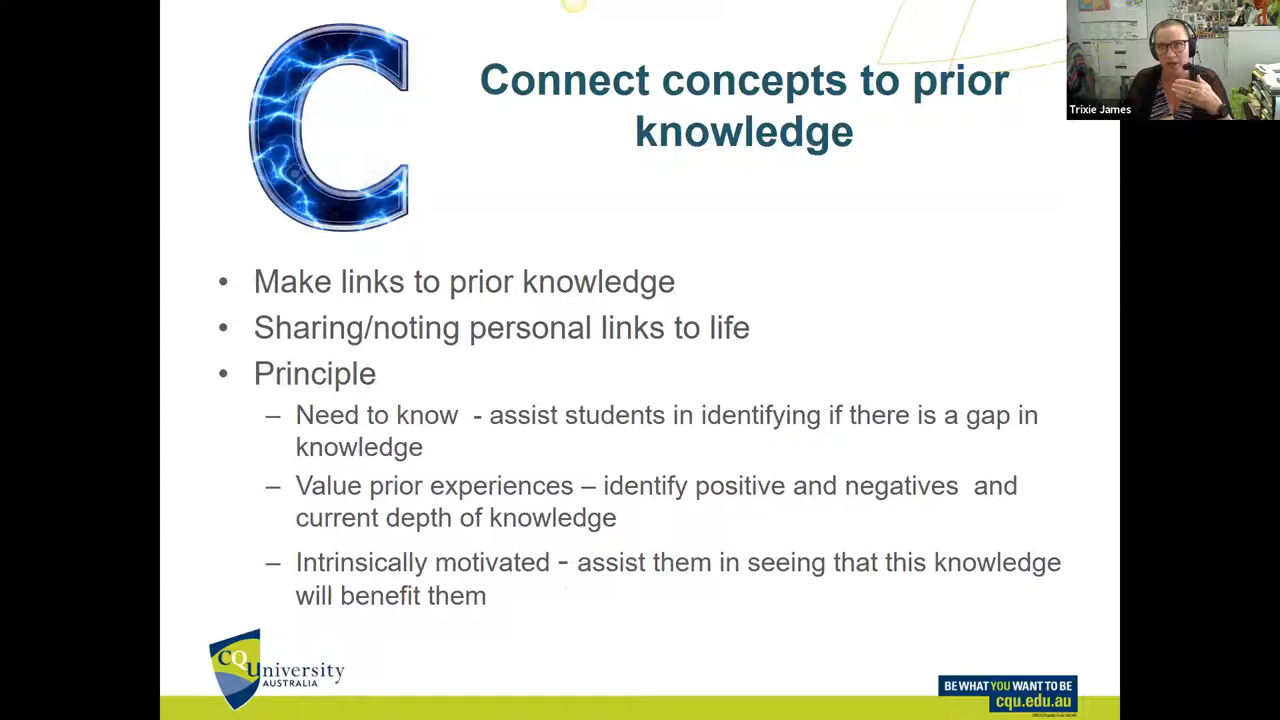 C
Connect concepts to prior
knowledge
Trixie James
• Make links to prior knowledge
• Sharing/noting personal links to life
• Principle
– Need to know - assist students in identifying if there is a gap in
knowledge
– Value prior experiences – identify positive and negatives and
current depth of knowledge
– Intrinsically motivated - assist them in seeing that this knowledge
will benefit them
CQUniversity
AUSTRALIA
BE WHAT YOU WANT TO BE
cqu.edu.au